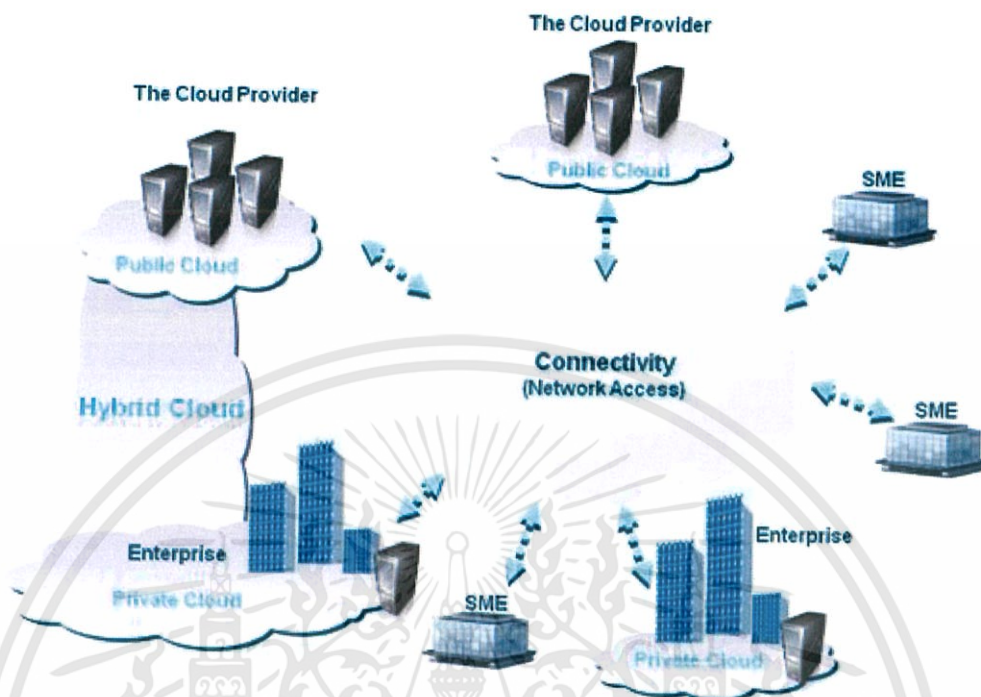 The Cloud Provider
Public Cloud
The Cloud Provider
Public Cloud
SME
Connectivity
(Network Access)
SME
Hybrid Cloud
Enterprise
Private Cloud
SME
Enterprise
Private Cloud